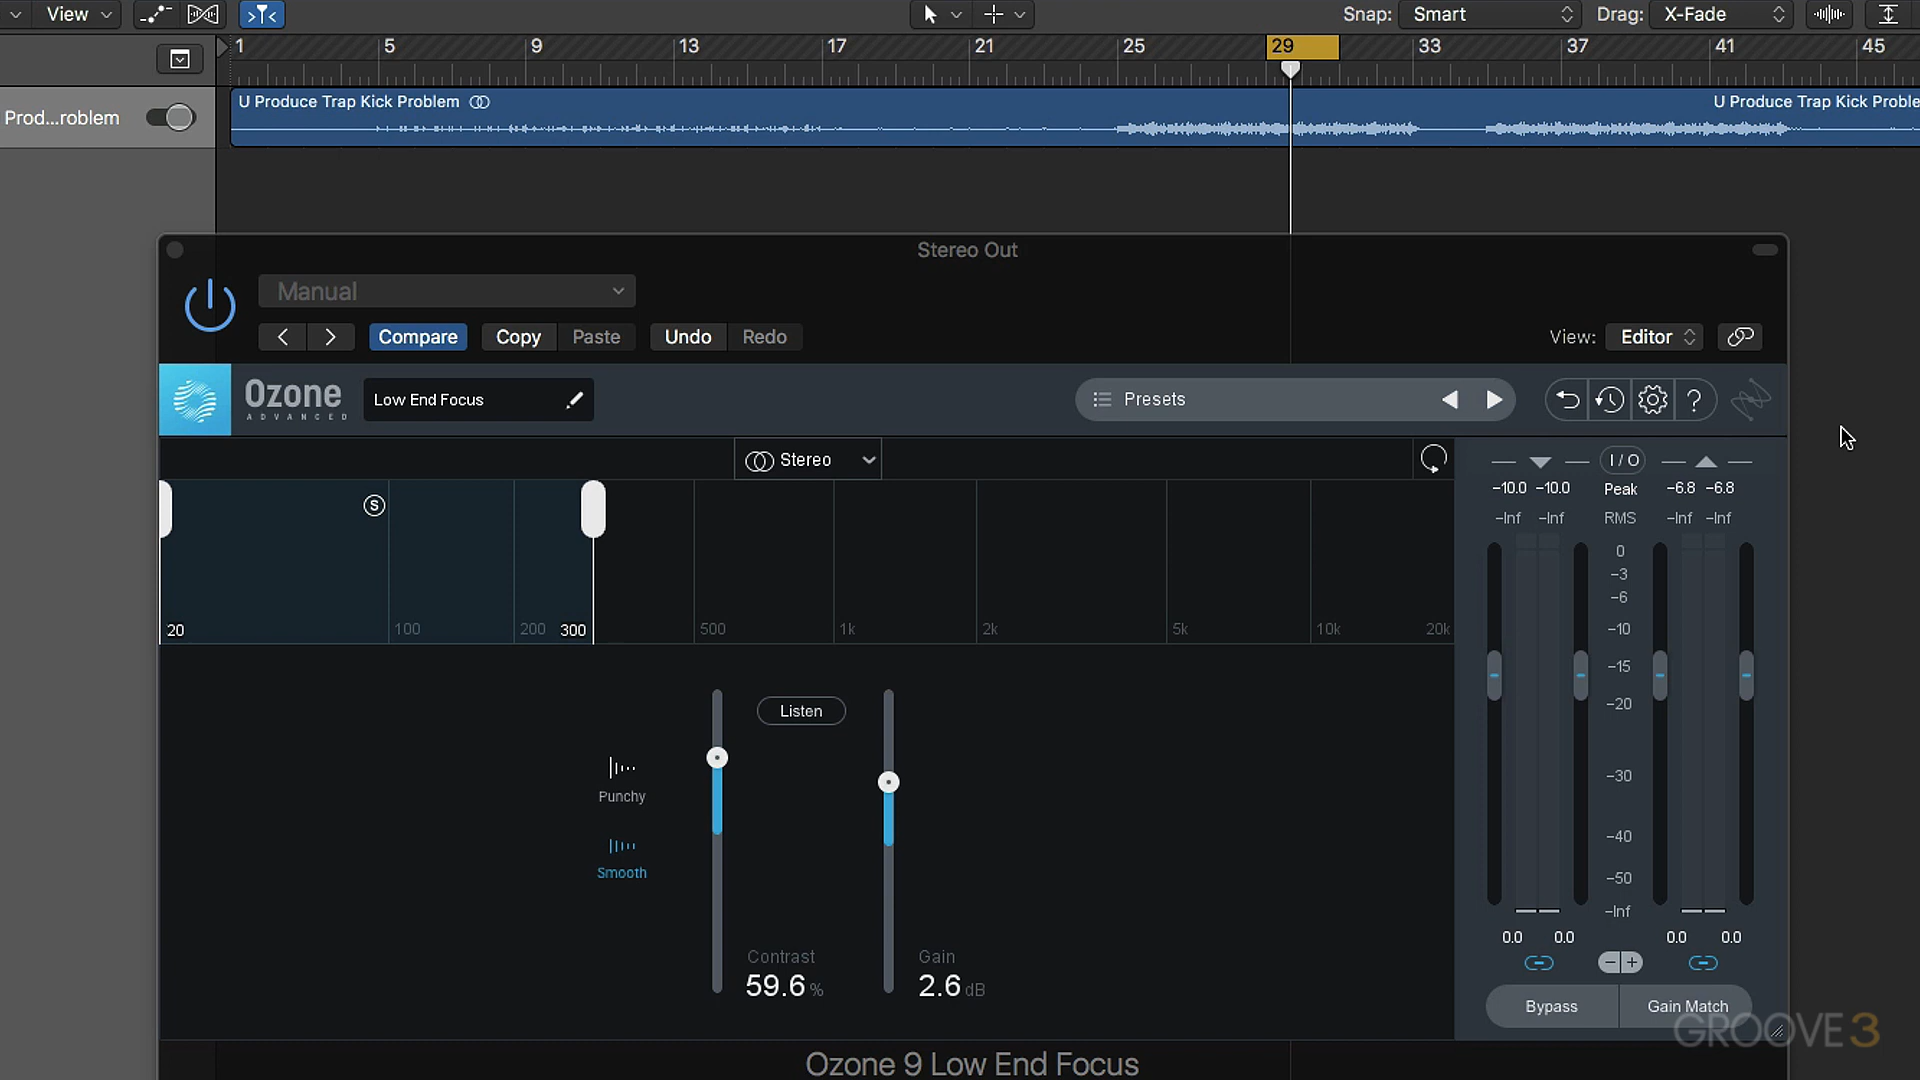 View
Snap: Smart
Drag: X-Fade
1 5 9 13 17 21 25 29 33 37 41 45
Prod...roblem
U Produce Trap Kick Problem
U Produce Trap Kick Proble
Stereo Out
Manual
Compare Copy Paste Undo Redo
View: Editor
Ozone
ADVANCED
Low End Focus
Presets
?
Stereo
I / O
-10.0 -10.0 Peak -6.8 -6.8
-Inf -Inf RMS -Inf -Inf
S
20 100 200 300 500 1k 2k 5k 10k 20k
0
-3
-6
-10
-15
-20
-30
-40
-50
-Inf
Listen
Punchy
Smooth
Contrast
59.6 %
Gain
2.6 dB
0.0 0.0 0.0 0.0
Bypass
Gain Match
GROOVE 3
Ozone 9 Low End Focus